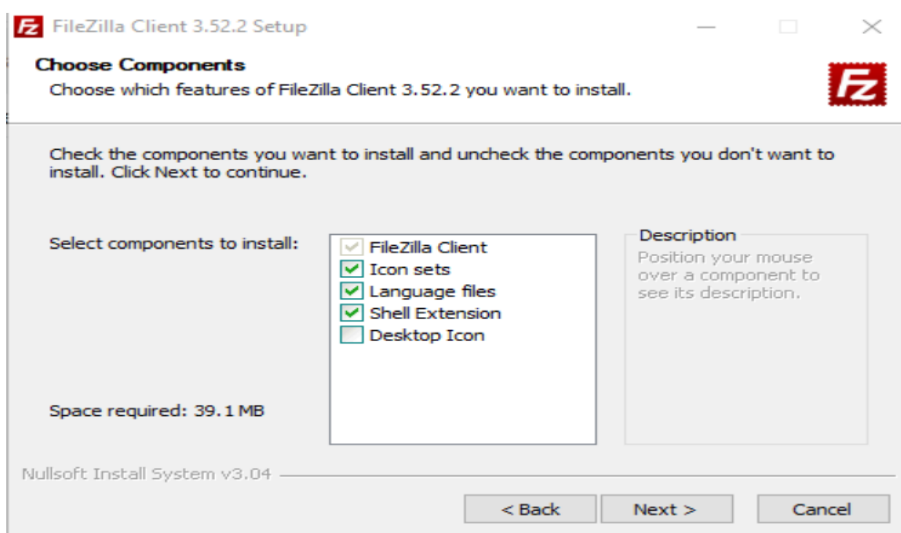 FileZilla Client 3.52.2 Setup
Choose Components
Choose which features of FileZilla Client 3.52.2 you want to install.
Fz
Check the components you want to install and uncheck the components you don't want to
install. Click Next to continue.
Select components to install:
FileZilla Client
Icon sets
Language files
Shell Extension
Desktop Icon
Description
Position your mouse
over a component to
see its description.
Space required: 39.1 MB
Nullsoft Install System v3.04
< Back
Next >
Cancel